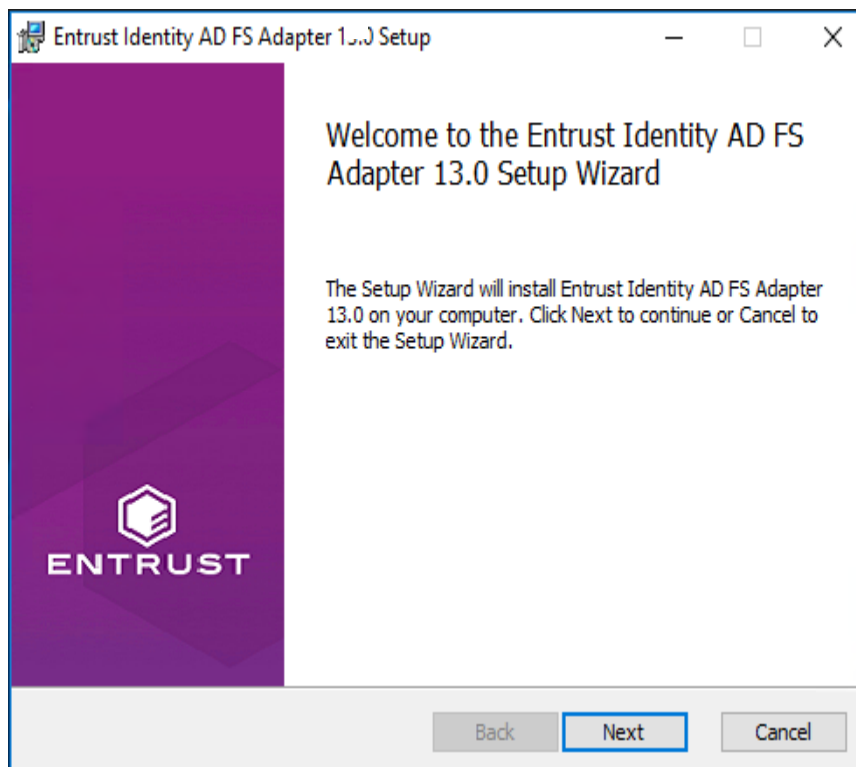 Entrust Identity AD FS Adapter Setup
Welcome to the Entrust Identity AD FS
Adapter 13.0 Setup Wizard
The Setup Wizard will install Entrust Identity AD FS Adapter
13.0 on your computer. Click Next to continue or Cancel to
exit the Setup Wizard.
ENTRUST
Back
Next
Cancel